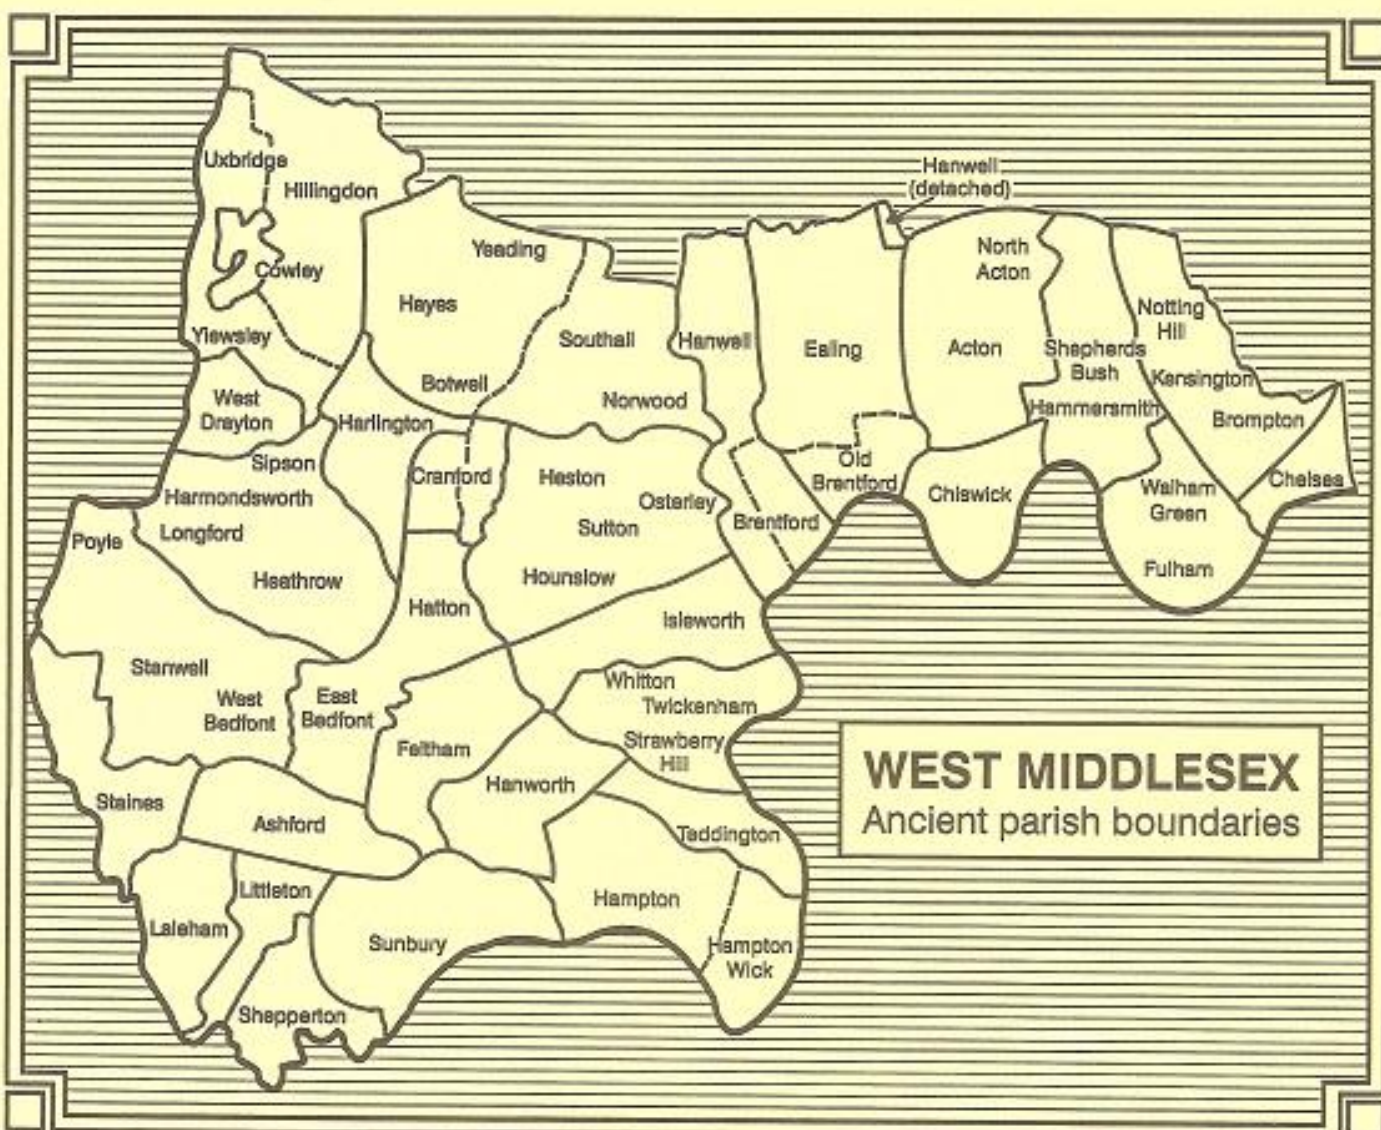 Hanwell
(detached)
Uxbridge
Hillingdon
Yeading
North
Acton
Cowley
Hayes
Notting
Hill
Yiewsley
Southall
Hanwell
Ealing
Acton
Shepherds
Bush
Botwell
Kensington
West
Drayton
Norwood
Hammersmith
Brompton
Harlington
Sipson
Cranford
Heston
Old
Brentford
Chiswick
Chelsea
Harmondsworth
Osterley
Walham
Green
Longford
Sutton
Brentford
Poyle
Heathrow
Hounslow
Fulham
Hatton
Isleworth
Stanwell
Whitton
West
Bedfont
East
Bedfont
Twickenham
Feltham
Strawberry
Hill
Hanworth
WEST MIDDLESEX
Ancient parish boundaries
Staines
Ashford
Teddington
Littleton
Hampton
Laleham
Sunbury
Hampton
Wick
Shepperton